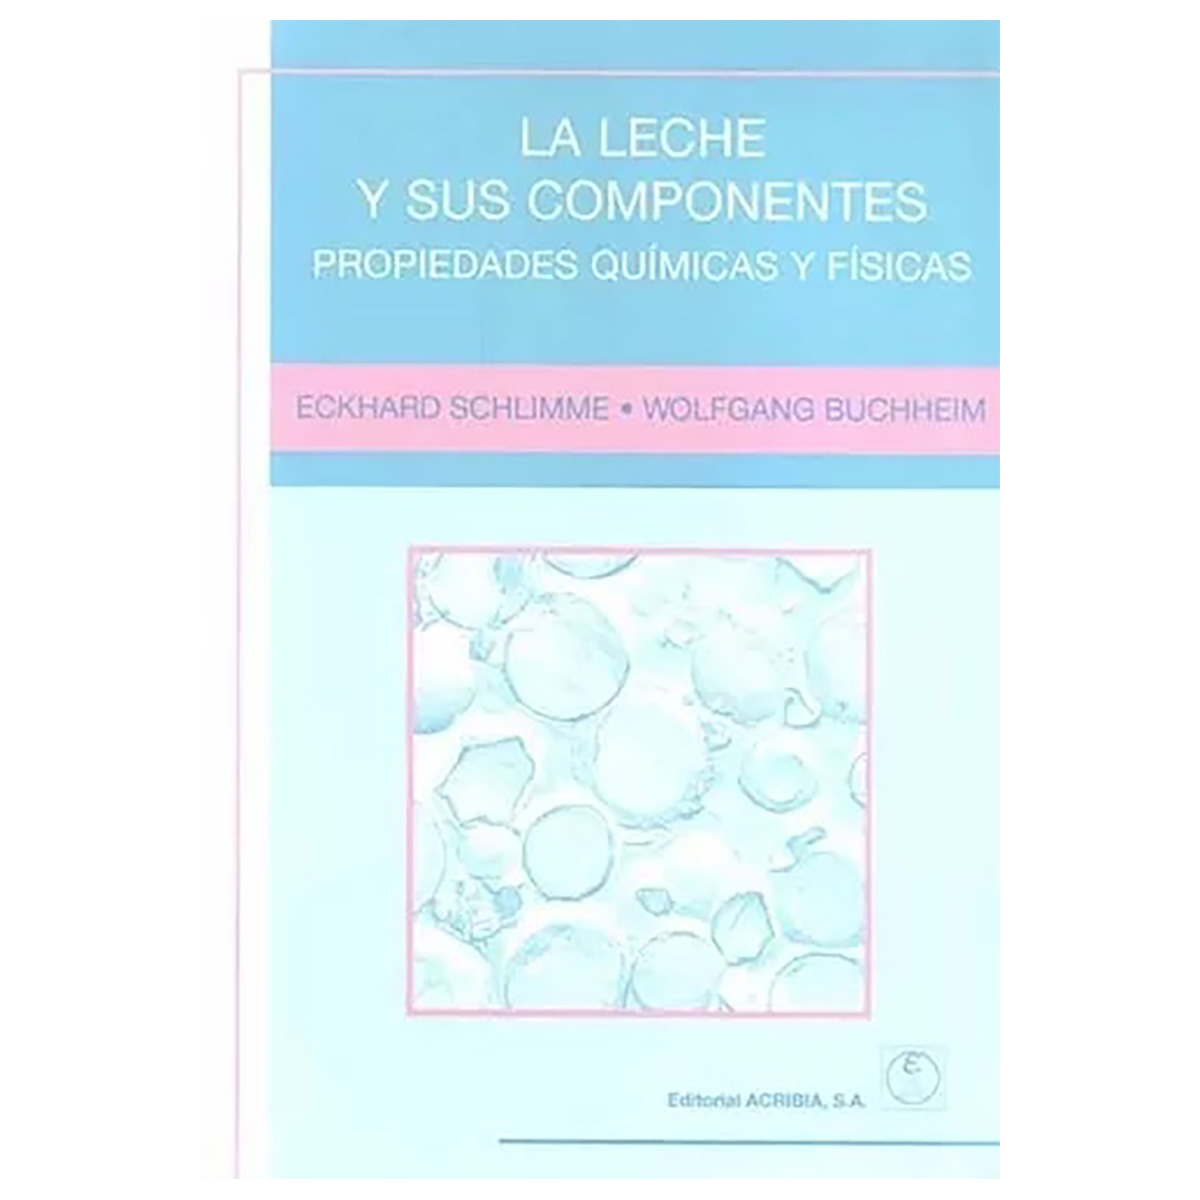 LA LECHE
Y SUS COMPONENTES
PROPIEDADES QUÍMICAS Y FÍSICAS
ECKHARD SCHLIMME • WOLFGANG BUCHHEIM
Editorial ACRIBIA, S.A.